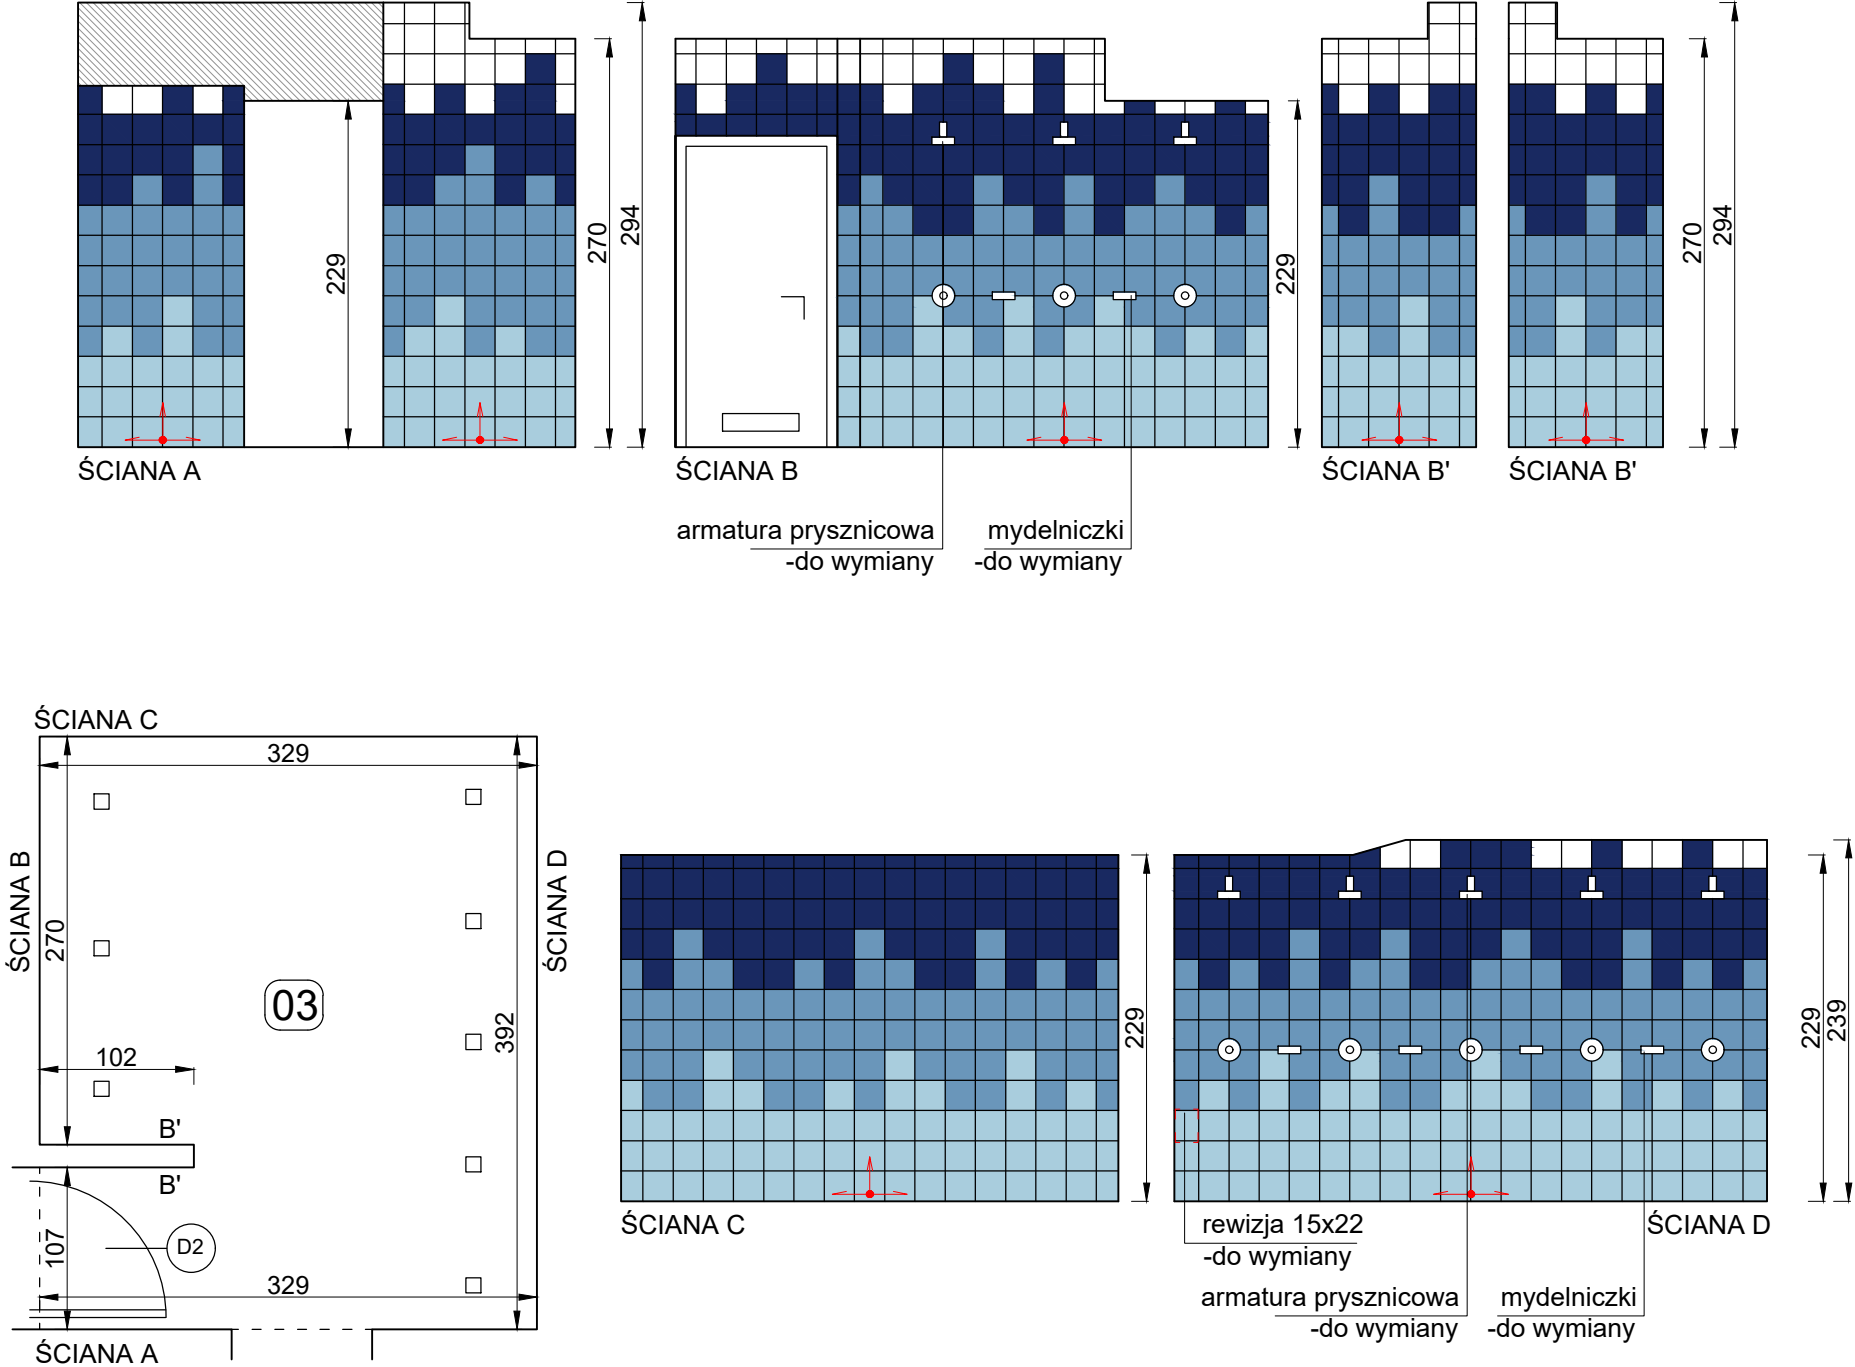 229
270
294
229
270
294
ŚCIANA A
ŚCIANA B
ŚCIANA B'
ŚCIANA B'
armatura prysznicowa
-do wymiany
mydelniczki
-do wymiany
ŚCIANA C
329
ŚCIANA B
270
03
392
ŚCIANA D
102
B'
B'
107
D2
329
ŚCIANA A
229
ŚCIANA C
229
239
ŚCIANA D
rewizja 15x22
-do wymiany
armatura prysznicowa
-do wymiany
mydelniczki
-do wymiany